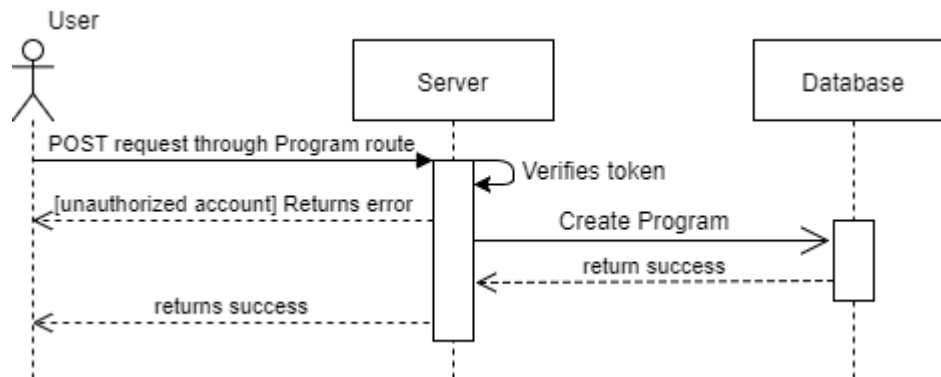 User
Server
Database
POST request through Program route
Verifies token
[unauthorized account] Returns error
Create Program
return success
returns success